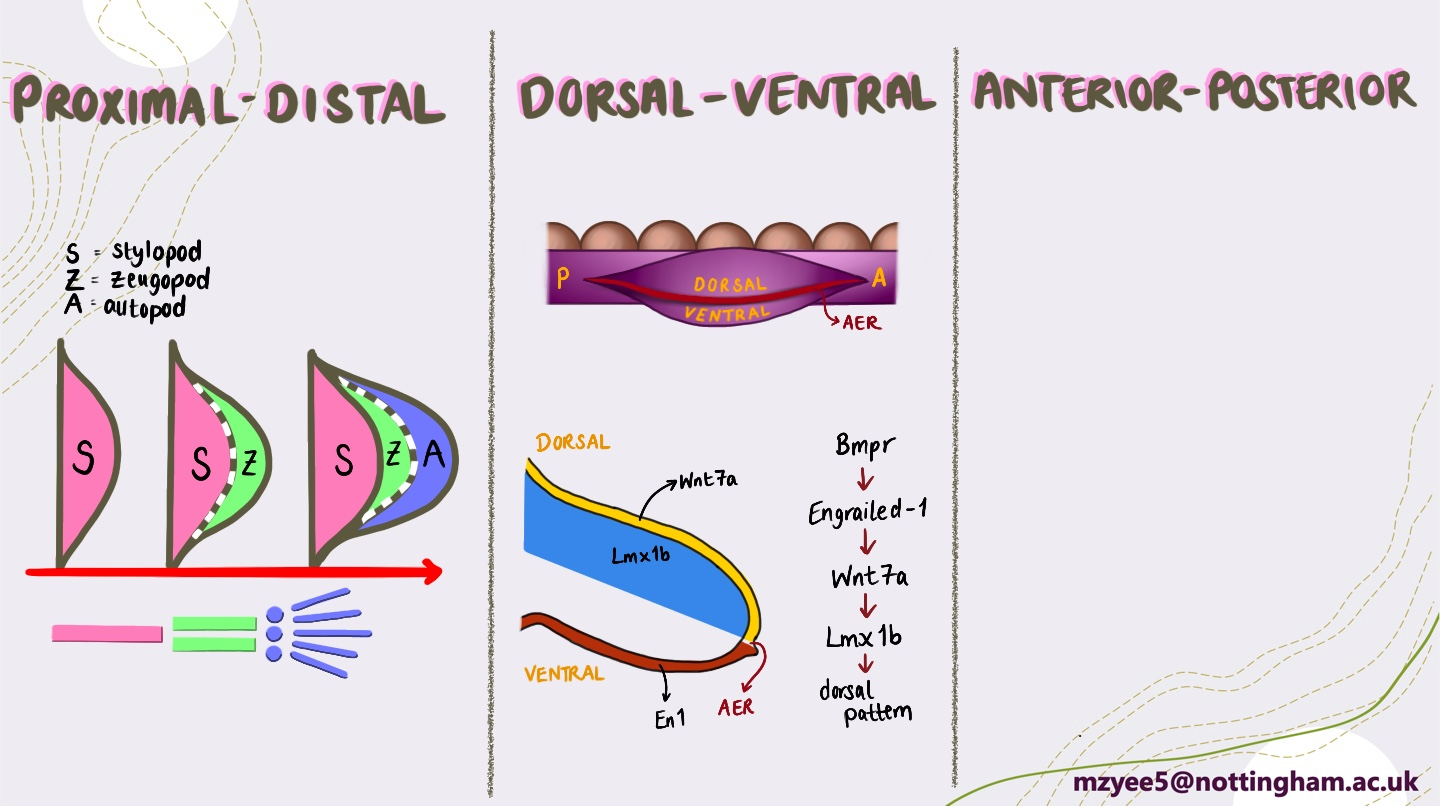 PROXIMAL-DISTAL
S = stylopod
Z = zeugopod
A = autopod
S
S Z
S Z A
DORSAL-VENTRAL
P DORSAL A
VENTRAL
AER
DORSAL
Wnt7a
Lmx1b
VENTRAL
En1
AER
Bmpr
Engrailed-1
Wnt7a
Lmx1b
dorsal
pattern
ANTERIOR-POSTERIOR
mzyee5@nottingham.ac.uk